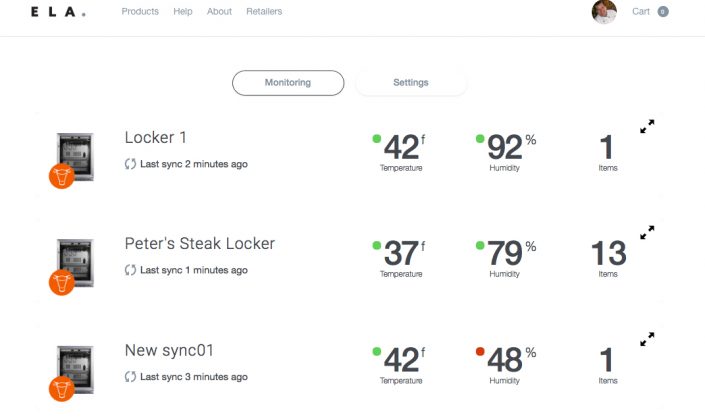 ELA.
Products Help About Retailers
Cart 0
Monitoring Settings
Locker 1
Last sync 2 minutes ago
42 f
Temperature
92 %
Humidity
1
Items
Peter's Steak Locker
Last sync 1 minutes ago
37 f
Temperature
79 %
Humidity
13
Items
New sync01
Last sync 3 minutes ago
42 f
Temperature
48 %
Humidity
1
Items